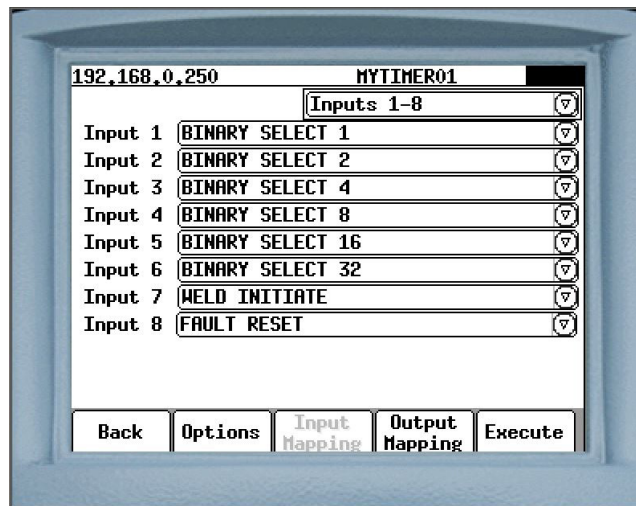 192.168.0.250 MYTIMER01
Inputs 1-8
Input 1 BINARY SELECT 1
Input 2 BINARY SELECT 2
Input 3 BINARY SELECT 4
Input 4 BINARY SELECT 8
Input 5 BINARY SELECT 16
Input 6 BINARY SELECT 32
Input 7 WELD INITIATE
Input 8 FAULT RESET
Back Options Input Mapping Output Mapping Execute